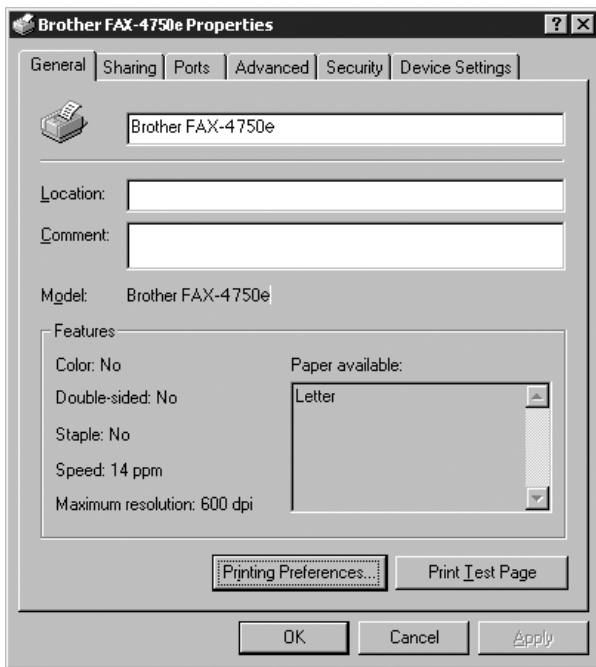 Brother FAX-4750e Properties
General Sharing Ports Advanced Security Device Settings
Brother FAX-4750e
Location:
Comment:
Model: Brother FAX-4750e
Features
Color: No
Double-sided: No
Staple: No
Speed: 14 ppm
Maximum resolution: 600 dpi
Paper available:
Letter
Printing Preferences... Print Test Page
OK Cancel Apply